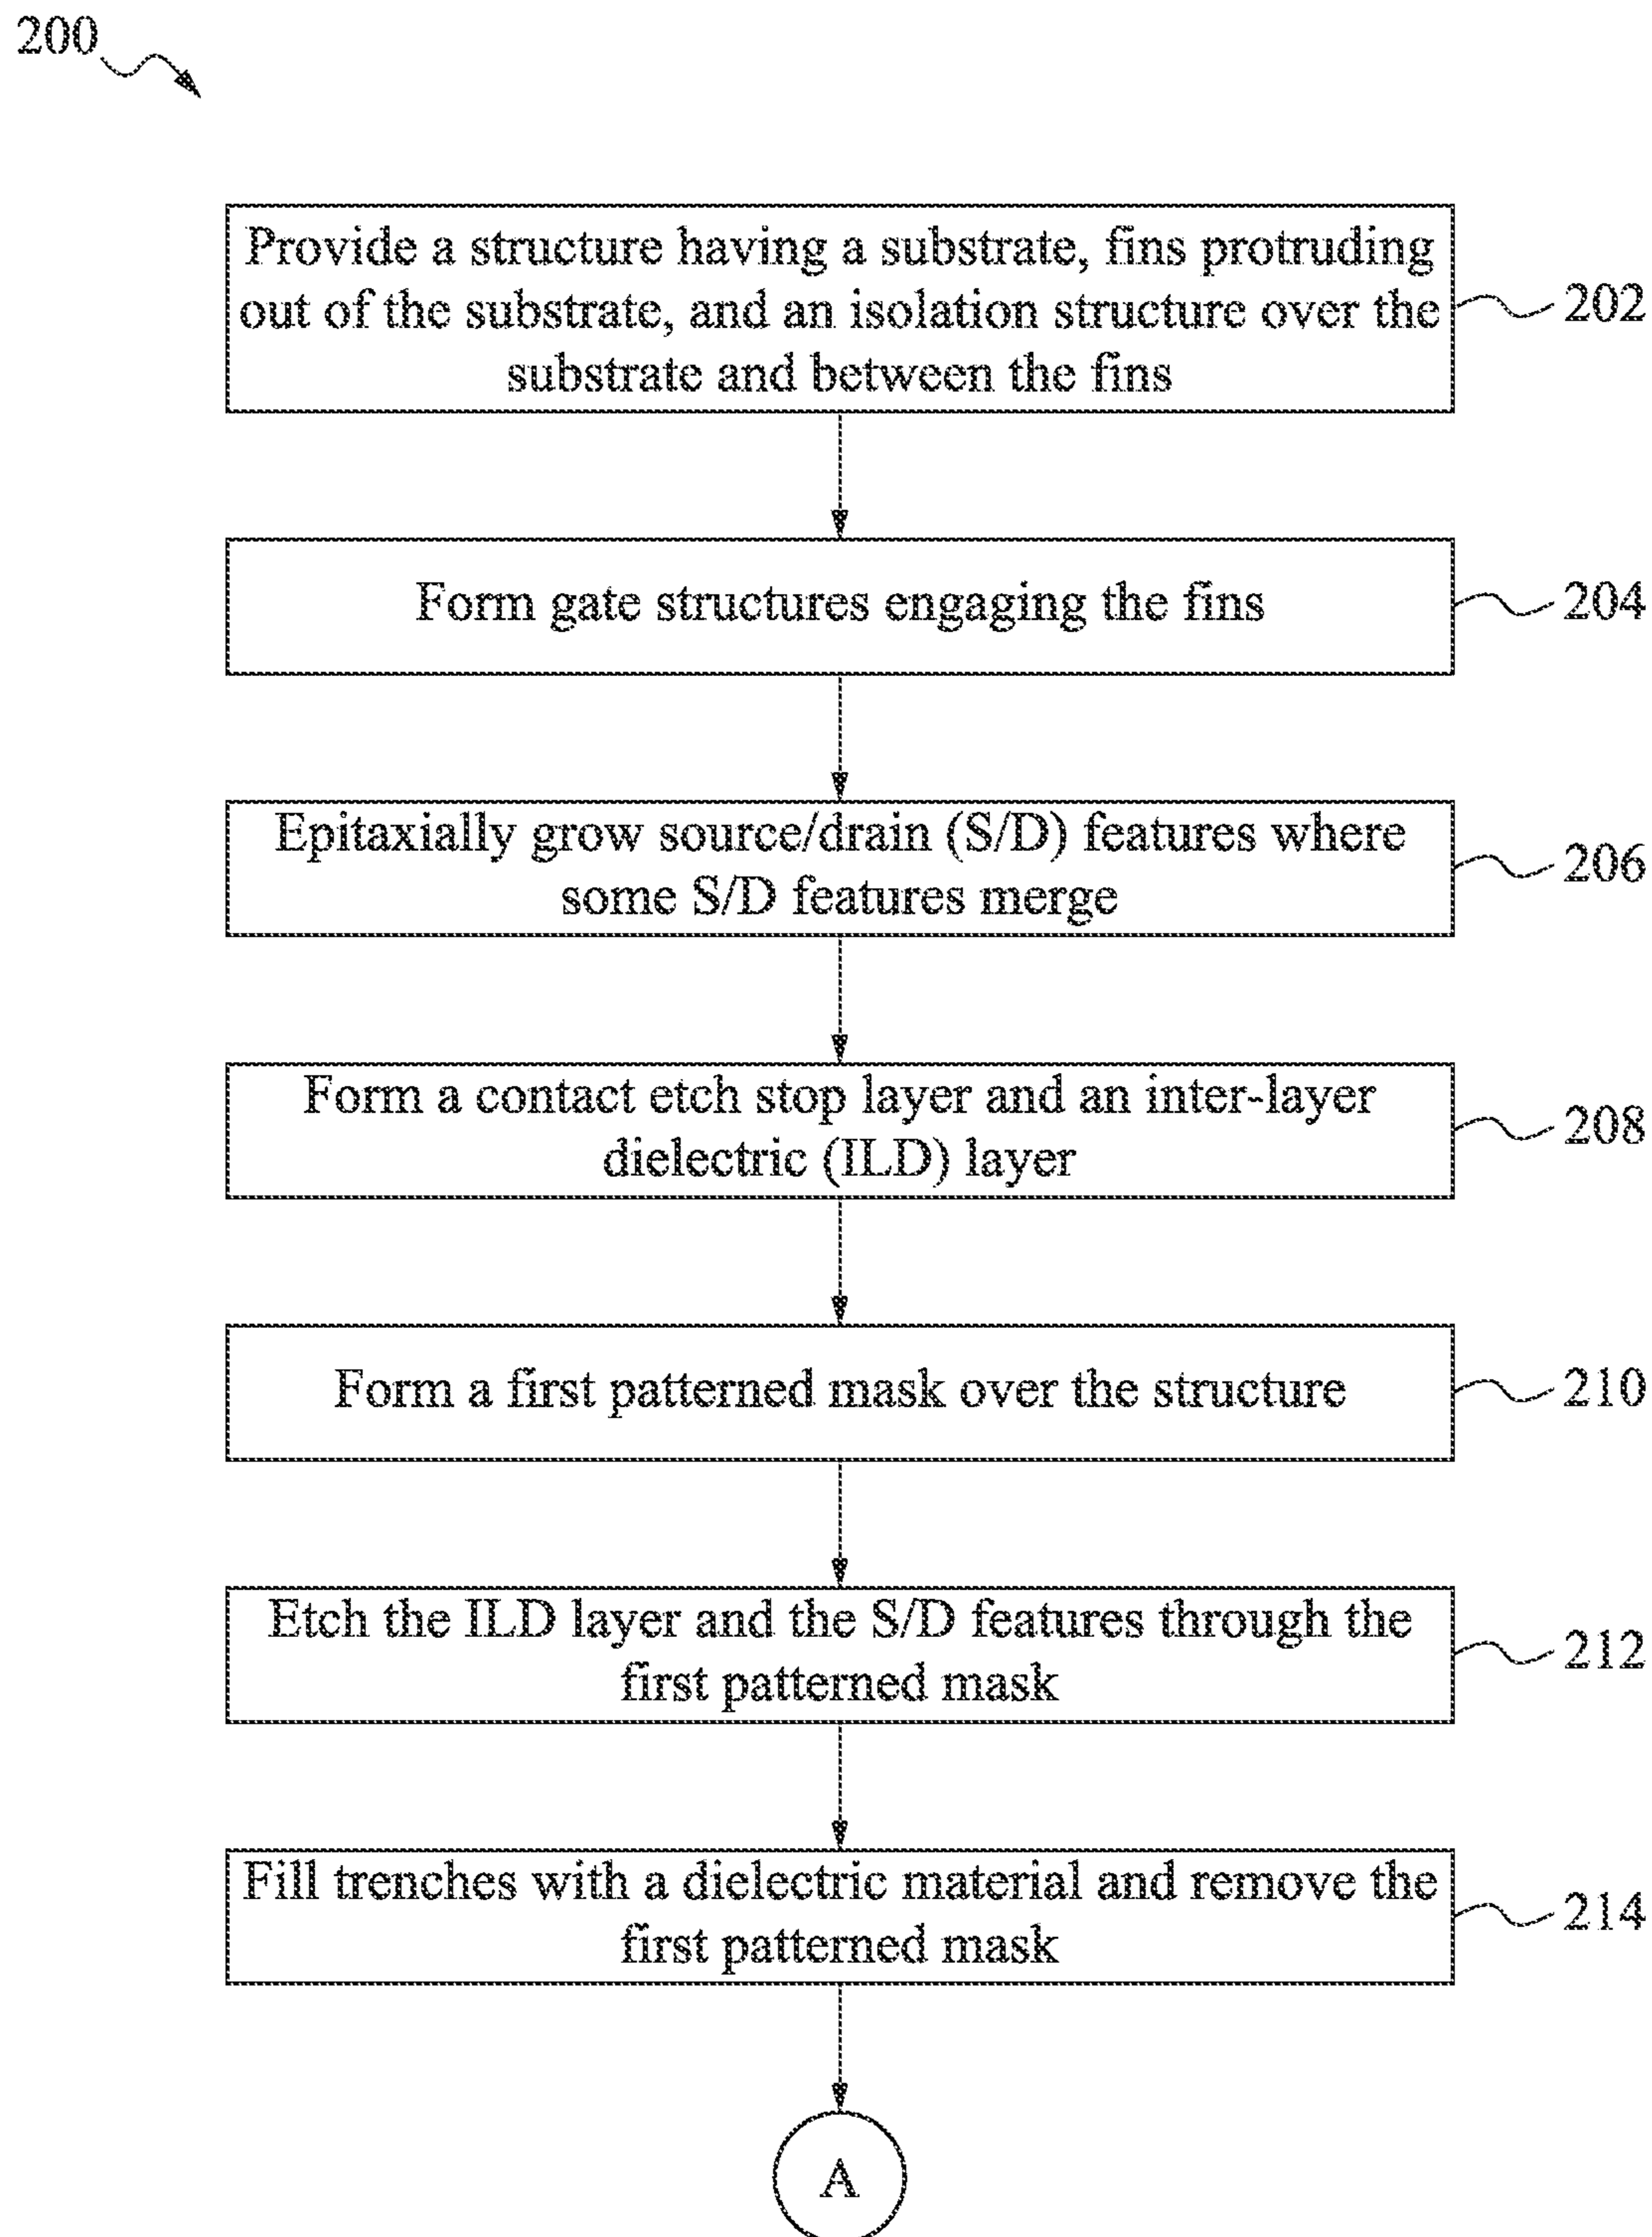 200
Provide a structure having a substrate, fins protruding
out of the substrate, and an isolation structure over the
substrate and between the fins
202
Form gate structures engaging the fins
204
Epitaxially grow source/drain (S/D) features where
some S/D features merge
206
Form a contact etch stop layer and an inter-layer
dielectric (ILD) layer
208
Form a first patterned mask over the structure
210
Etch the ILD layer and the S/D features through the
first patterned mask
212
Fill trenches with a dielectric material and remove the
first patterned mask
214
A